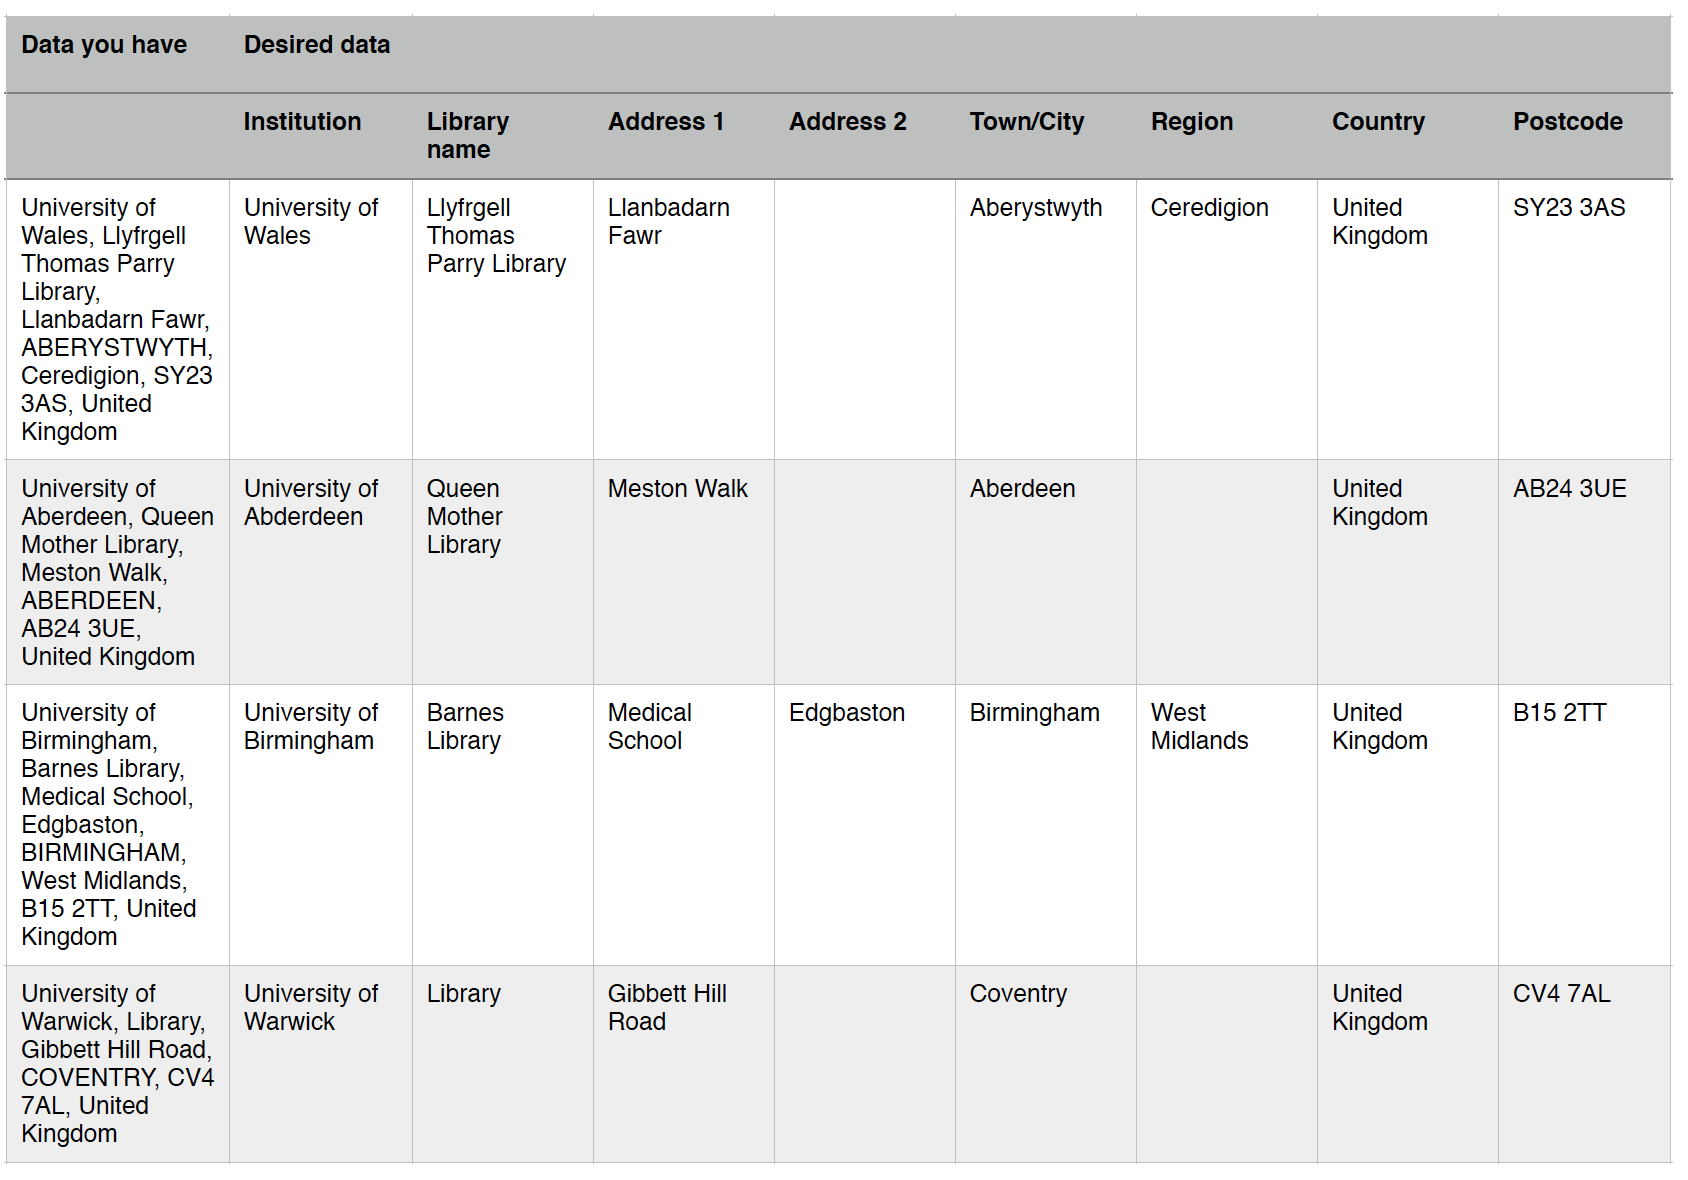 Data you have
Desired data
Institution
Library
name
Address 1
Address 2
Town/City
Region
Country
Postcode
University of
Wales, Llyfrgell
Thomas Parry
Library,
Llanbadarn Fawr,
ABERYSTWYTH,
Ceredigion, SY23
3AS, United
Kingdom
University of
Wales
Llyfrgell
Thomas
Parry Library
Llanbadarn
Fawr
Aberystwyth
Ceredigion
United
Kingdom
SY23 3AS
University of
Aberdeen, Queen
Mother Library,
Meston Walk,
ABERDEEN,
AB24 3UE,
United Kingdom
University of
Abderdeen
Queen
Mother
Library
Meston Walk
Aberdeen
United
Kingdom
AB24 3UE
University of
Birmingham,
Barnes Library,
Medical School,
Edgbaston,
BIRMINGHAM,
West Midlands,
B15 2TT, United
Kingdom
University of
Birmingham
Barnes
Library
Medical
School
Edgbaston
Birmingham
West
Midlands
United
Kingdom
B15 2TT
University of
Warwick, Library,
Gibbett Hill Road,
COVENTRY, CV4
7AL, United
Kingdom
University of
Warwick
Library
Gibbett Hill
Road
Coventry
United
Kingdom
CV4 7AL